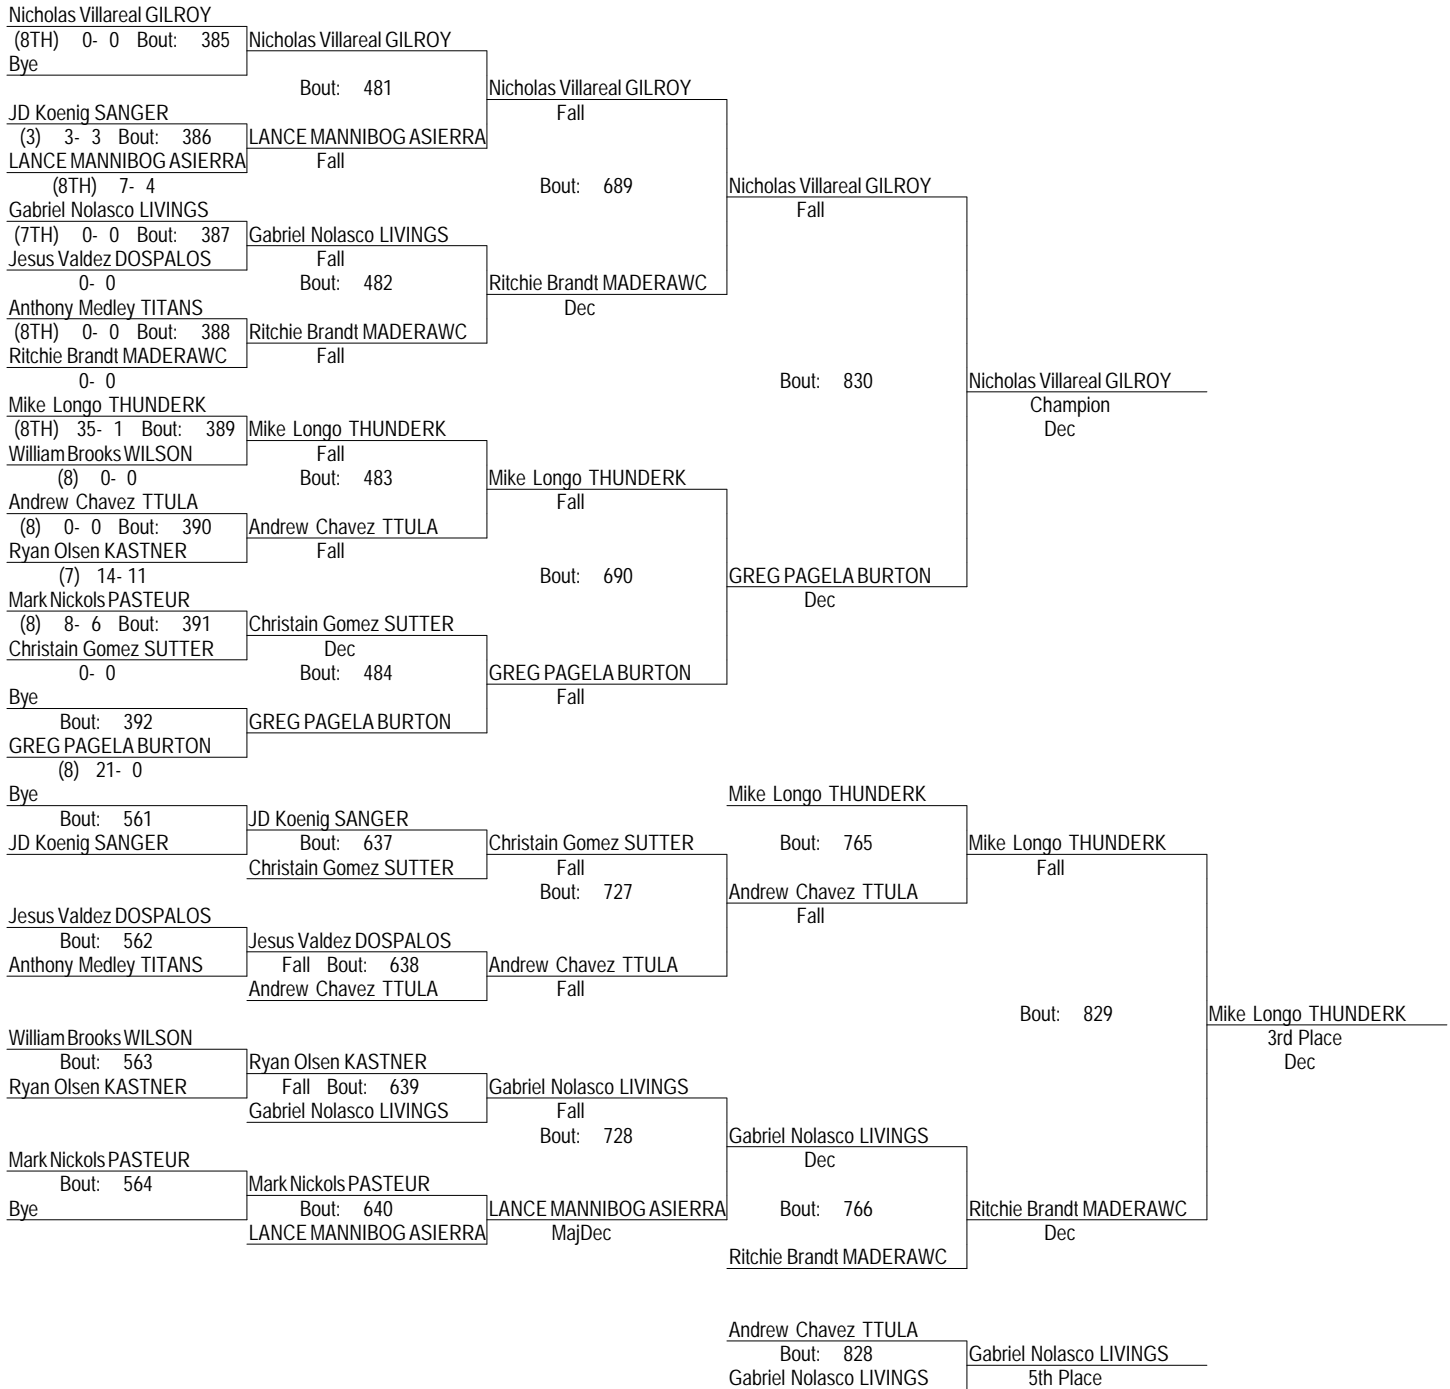 Nicholas Villareal GILROY
(8TH) 0- 0 Bout: 385 Nicholas Villareal GILROY
Bye
Bout: 481 Nicholas Villareal GILROY
JD Koenig SANGER Fall
(3) 3- 3 Bout: 386 LANCE MANNIBOG ASIERRA
LANCE MANNIBOG ASIERRA Fall
(8TH) 7- 4 Bout: 689 Nicholas Villareal GILROY
Gabriel Nolasco LIVINGS Fall
(7TH) 0- 0 Bout: 387 Gabriel Nolasco LIVINGS
Jesus Valdez DOSPALOS Fall
0- 0 Bout: 482 Ritchie Brandt MADERAWC
Anthony Medley TITANS Dec
(8TH) 0- 0 Bout: 388 Ritchie Brandt MADERAWC
Ritchie Brandt MADERAWC Fall
0- 0 Bout: 830 Nicholas Villareal GILROY
Mike Longo THUNDERK Champion
(8TH) 35- 1 Bout: 389 Mike Longo THUNDERK Dec
William Brooks WILSON Fall
(8) 0- 0 Bout: 483 Mike Longo THUNDERK
Andrew Chavez TTULA Fall
(8) 0- 0 Bout: 390 Andrew Chavez TTULA
Ryan Olsen KASTNER Fall
(7) 14- 11 Bout: 690 GREG PAGELA BURTON
Mark Nickols PASTEUR Dec
(8) 8- 6 Bout: 391 Christain Gomez SUTTER
Christain Gomez SUTTER Dec
0- 0 Bout: 484 GREG PAGELA BURTON
Bye Fall
Bout: 392 GREG PAGELA BURTON
GREG PAGELA BURTON
(8) 21- 0
Bye Mike Longo THUNDERK
Bout: 561 JD Koenig SANGER
JD Koenig SANGER Bout: 637 Christain Gomez SUTTER Bout: 765 Mike Longo THUNDERK
Christain Gomez SUTTER Fall Fall
Bout: 727 Andrew Chavez TTULA
Jesus Valdez DOSPALOS Fall
Bout: 562 Jesus Valdez DOSPALOS
Anthony Medley TITANS Fall Bout: 638 Andrew Chavez TTULA
Andrew Chavez TTULA Fall
Bout: 829 Mike Longo THUNDERK
William Brooks WILSON 3rd Place
Bout: 563 Ryan Olsen KASTNER Dec
Ryan Olsen KASTNER Fall Bout: 639 Gabriel Nolasco LIVINGS
Gabriel Nolasco LIVINGS Fall
Bout: 728 Gabriel Nolasco LIVINGS
Mark Nickols PASTEUR Dec
Bout: 564 Mark Nickols PASTEUR
Bye Bout: 640 LANCE MANNIBOG ASIERRA Bout: 766 Ritchie Brandt MADERAWC
LANCE MANNIBOG ASIERRA MajDec Dec
Ritchie Brandt MADERAWC
Andrew Chavez TTULA
Bout: 828 Gabriel Nolasco LIVINGS
Gabriel Nolasco LIVINGS 5th Place